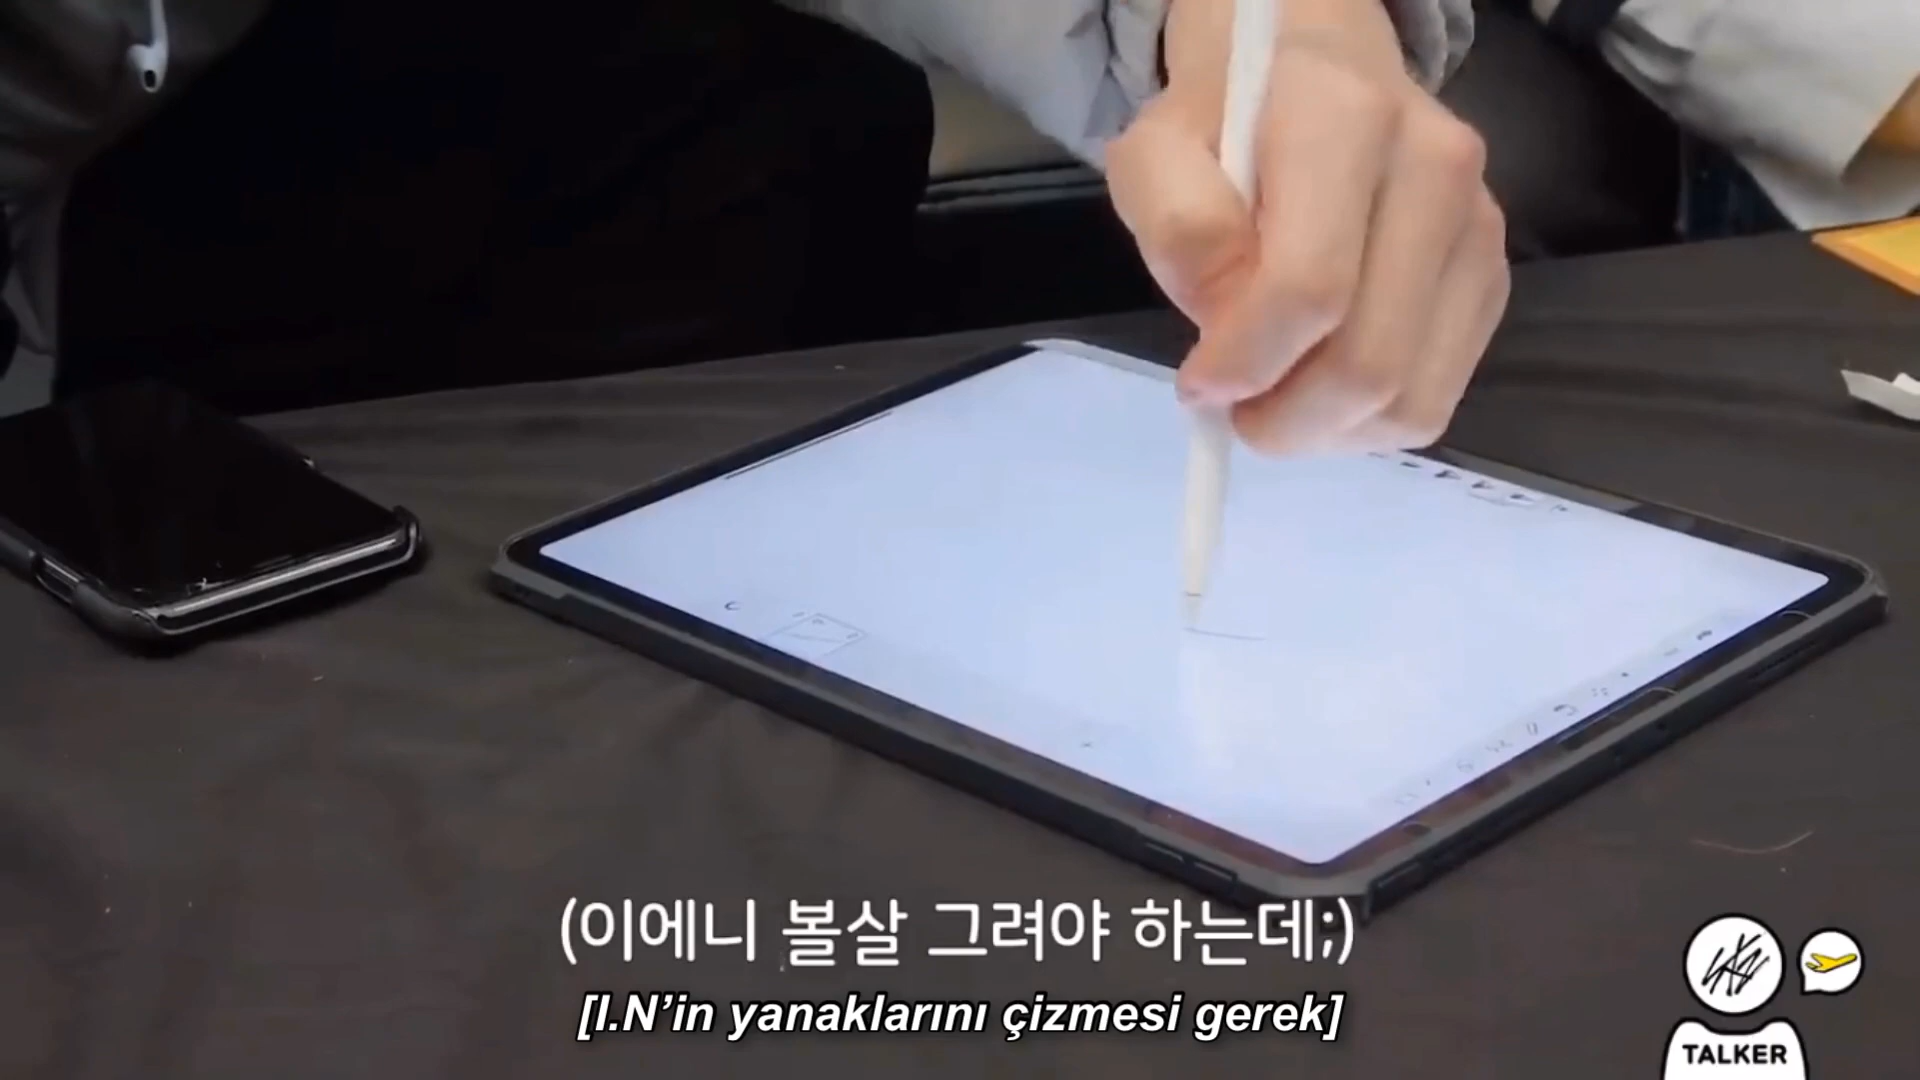 (이에니 볼살 그려야 하는데;)
[I.N’in yanaklarını çizmesi gerek]
TALKER